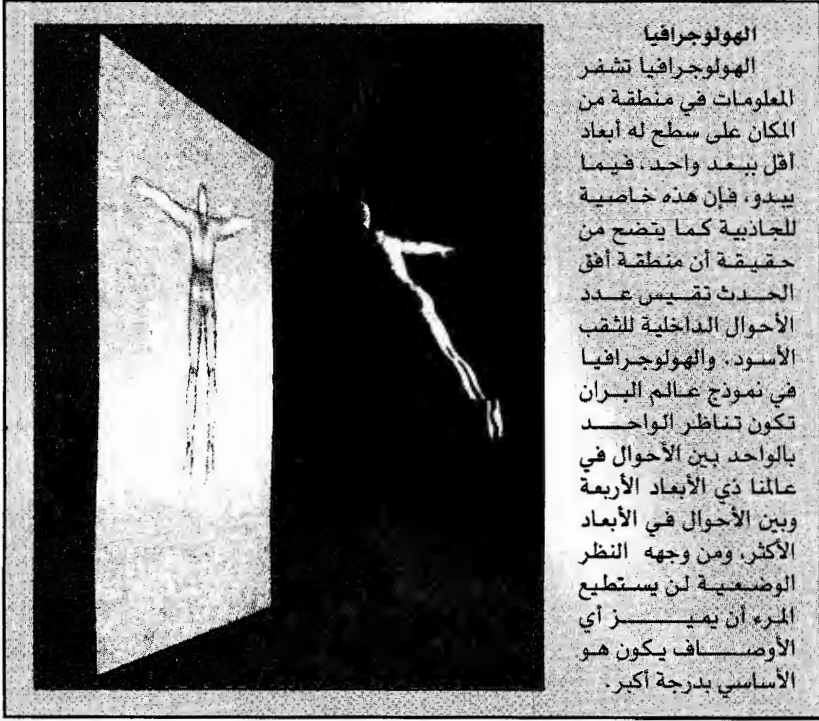 الهولوجرافيا
الهولوجرافيا تشفر
المعلومات في منطقة من
المكان على سطح له أبعاد
أقل ببعد واحد. فيما
يبدو، فإن هذه خاصية
للجاذبية كما يتضح من
حقيقة أن منطقة أفق
الحدث تقيس عدد
الأحوال الداخلية للثقب
الأسود. والهولوجرافيا
في نموذج عالم البران
تكون تناظر الواحد
بالواحد بين الأحوال في
عالمنا ذي الأبعاد الأربعة
وبين الأحوال في الأبعاد
الأكثر، ومن وجهه النظر
الوضعية لن يستطيع
المرء أن يميز أي
الأوصاف يكون هو
الأساسي بدرجة أكبر.